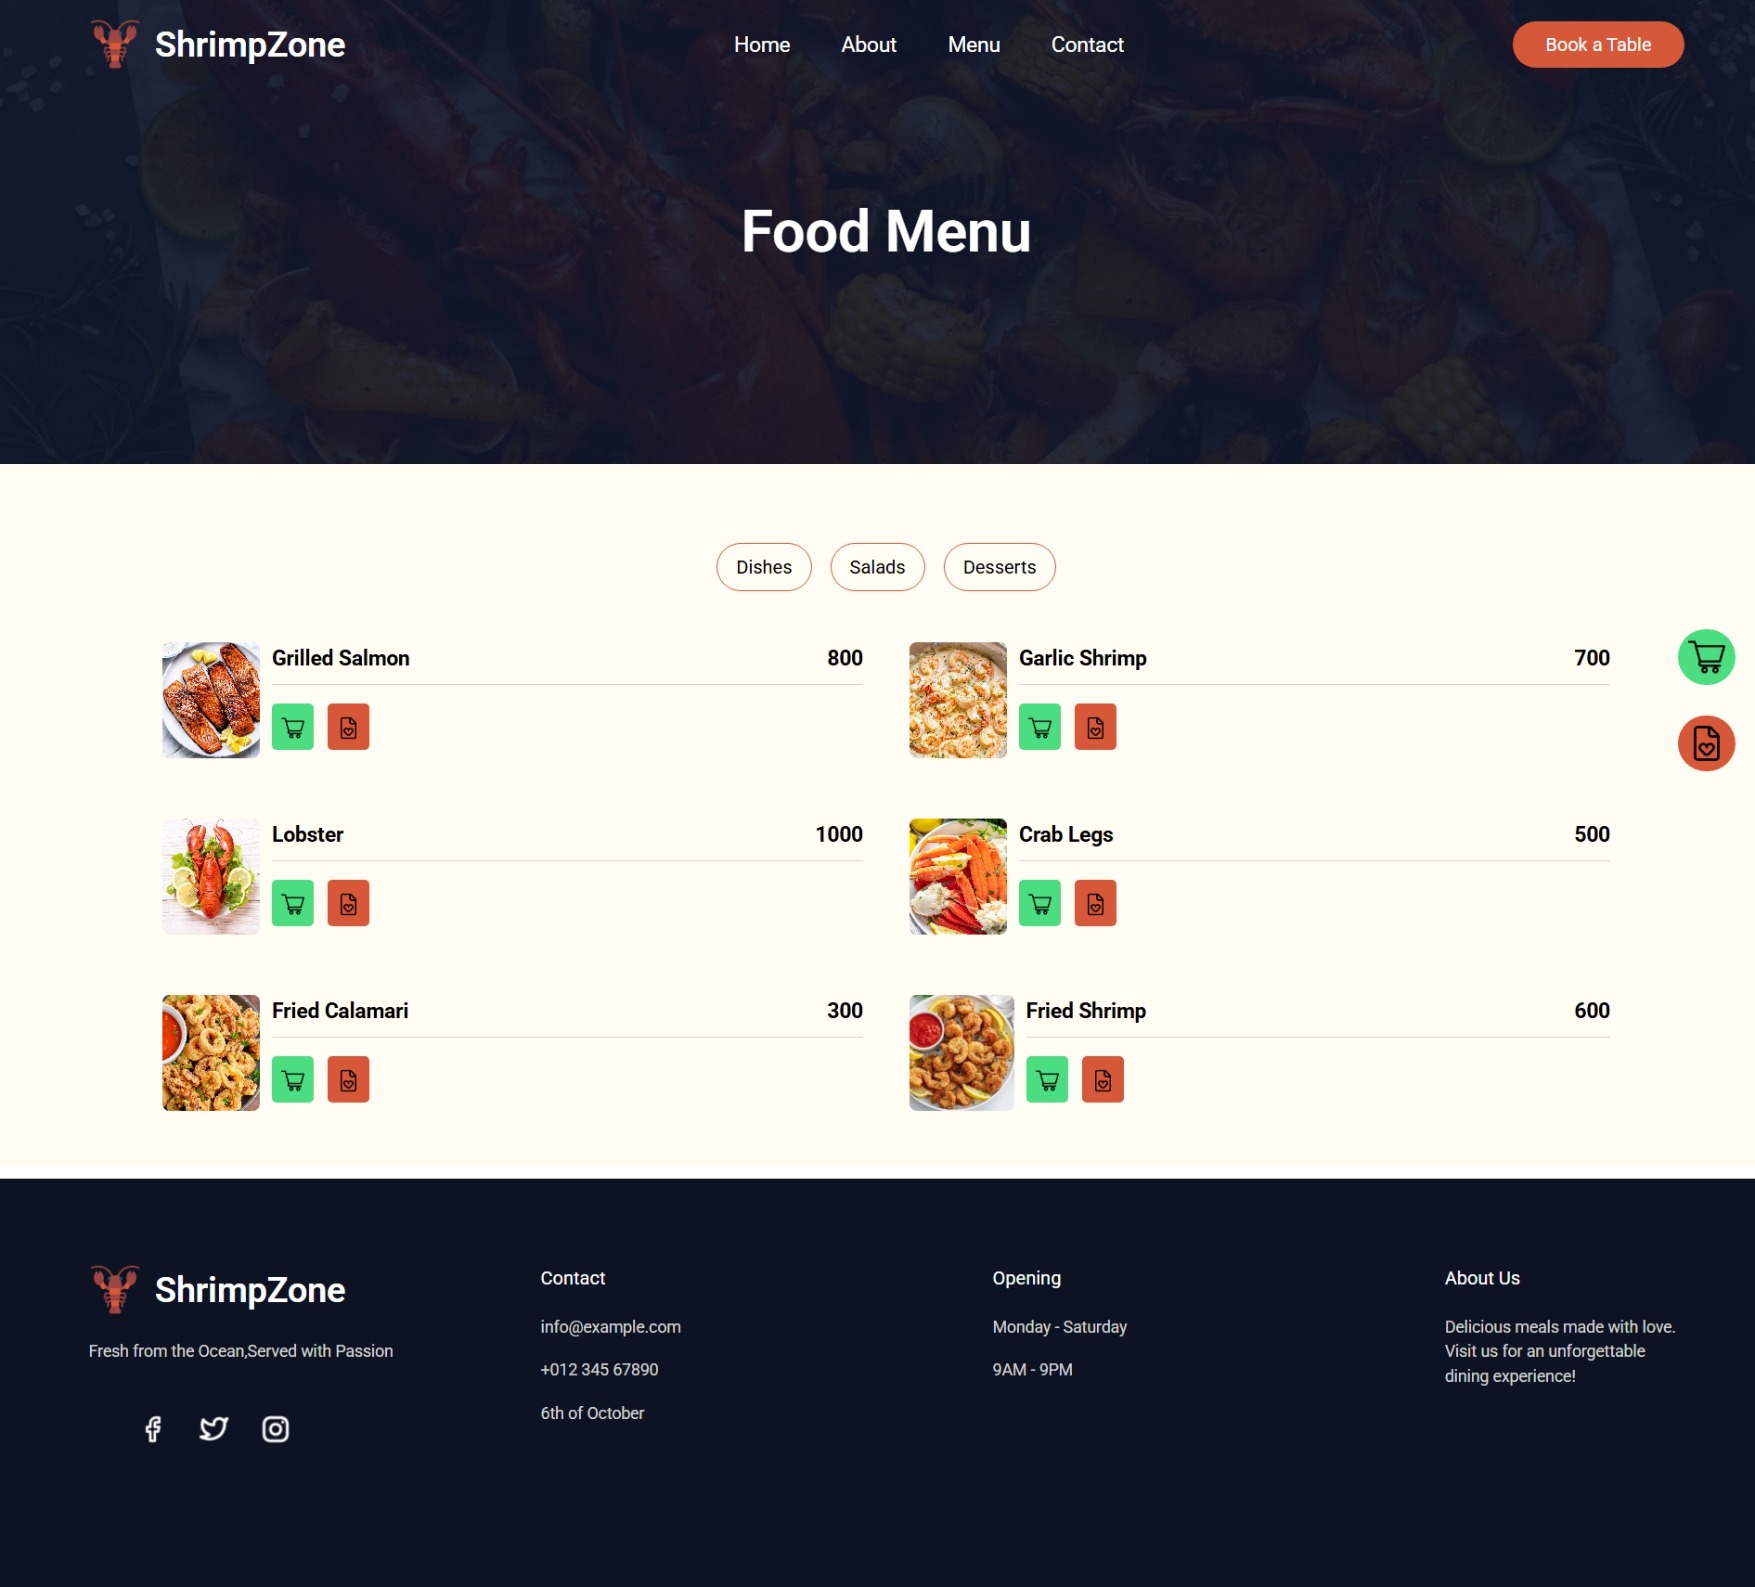 ShrimpZone
Home
About
Menu
Contact
Book a Table
Food Menu
Dishes
Salads
Desserts
Grilled Salmon
800
Garlic Shrimp
700
Lobster
1000
Crab Legs
500
Fried Calamari
300
Fried Shrimp
600
ShrimpZone
Fresh from the Ocean,Served with Passion
Contact
info@example.com
+012 345 67890
6th of October
Opening
Monday - Saturday
9AM - 9PM
About Us
Delicious meals made with love.
Visit us for an unforgettable
dining experience!